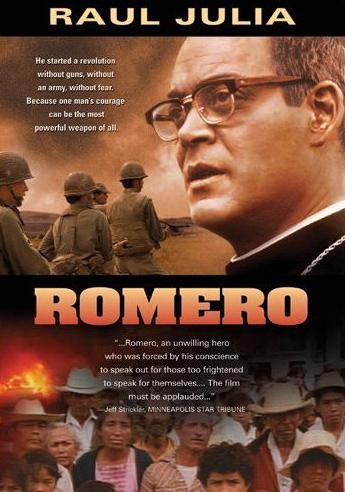 RAUL JULIA
He started a revolution
without guns, without
an army, without fear.
Because one man's courage
can be the most
powerful weapon of all.
ROMERO
"...Romero, an unwilling hero
who was forced by his conscience
to speak out for those too frightened
to speak for themselves.... The film
must be applauded..."
—Jeff Strickler, MINNEAPOLIS STAR TRIBUNE